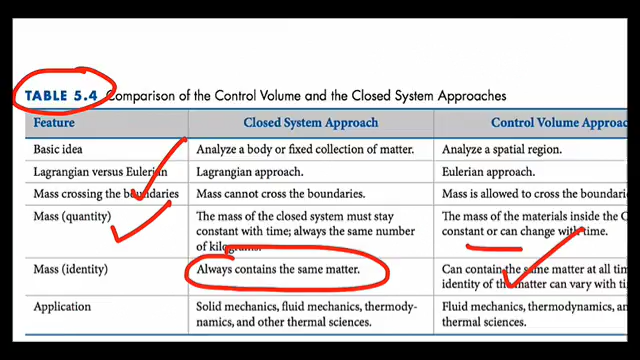 TABLE 5.4 Comparison of the Control Volume and the Closed System Approaches
Feature Closed System Approach Control Volume Approac
Basic idea Analyze a body or fixed collection of matter. Analyze a spatial region.
Lagrangian versus Eulerian Lagrangian approach. Eulerian approach.
Mass crossing the boundaries Mass cannot cross the boundaries. Mass is allowed to cross the boundari
Mass (quantity) The mass of the closed system must stay The mass of the materials inside the C
constant with time; always the same number constant or can change with time.
of kilograms.
Mass (identity) Always contains the same matter. Can contain the same matter at all tim
identity of the matter can vary with ti
Application Solid mechanics, fluid mechanics, thermody- Fluid mechanics, thermodynamics, an
namics, and other thermal sciences. thermal sciences.